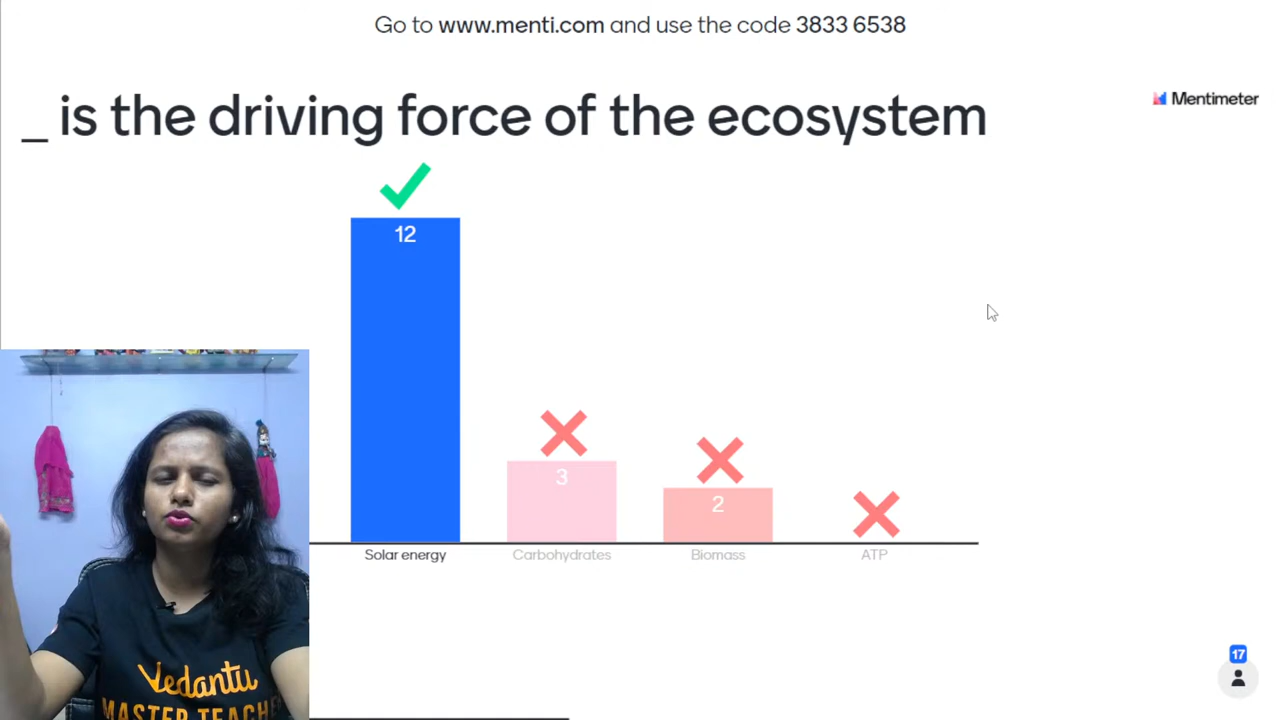 Go to www.menti.com and use the code 3833 6538
_ is the driving force of the ecosystem
Mentimeter
12
3
2
Solar energy
Carbohydrates
Biomass
ATP
17
Vedantu
MASTER TEACHE